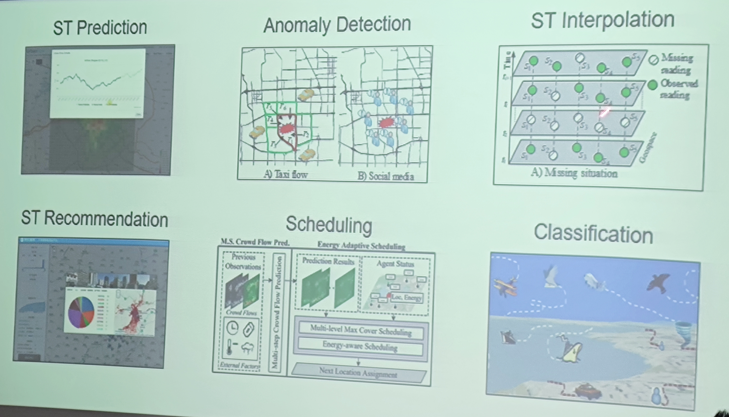 ST Prediction
Anomaly Detection
A) Taxi flow
B) Social media
ST Interpolation
Missing
reading
Observed
reading
Geospace
A) Missing situation
ST Recommendation
Scheduling
M.S. Crowd Flow Pred.
Energy Adaptive Scheduling
Previous
Observations
Crowd Flows
External Factors
Multi-step Crowd Flow Prediction
Prediction Results
Agent Status
Loc, Energy
Multi-level Max Cover Scheduling
Energy-aware Scheduling
Next Location Assignment
Classification